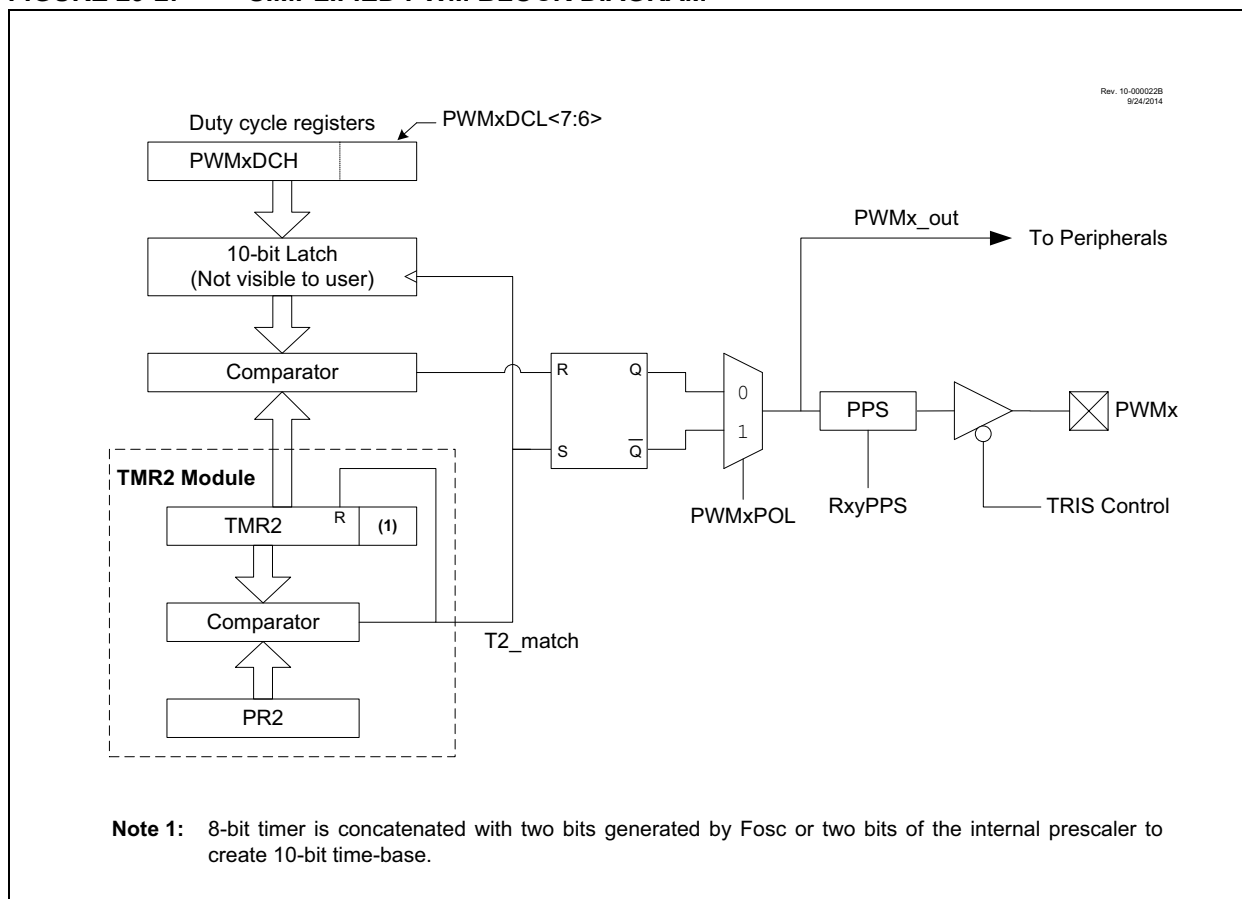 Rev. 10-000022B
9/24/2014
Duty cycle registers
PWMxDCL<7:6>
PWMxDCH
10-bit Latch
(Not visible to user)
Comparator
TMR2 Module
R
TMR2
(1)
Comparator
T2_match
PR2
R
Q
S
Q̅
0
1
PWMxPOL
PWMx_out
To Peripherals
PPS
RxyPPS
PWMx
TRIS Control
Note 1: 8-bit timer is concatenated with two bits generated by Fosc or two bits of the internal prescaler to
create 10-bit time-base.